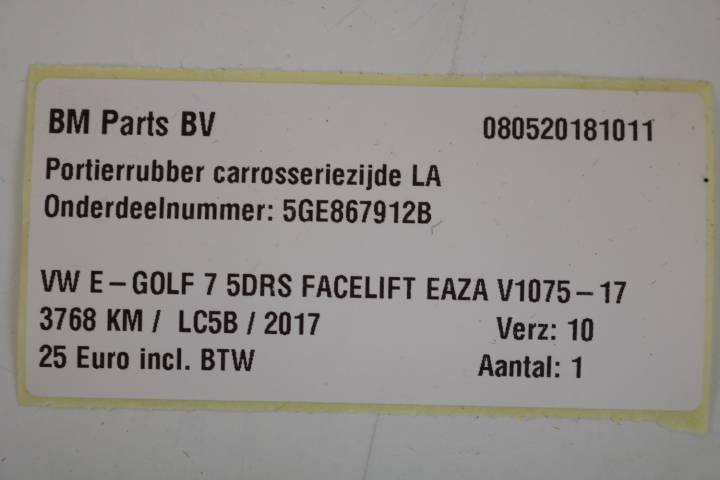 BM Parts BV 080520181011
Portierrubber carrosseriezijde LA
Onderdeelnummer: 5GE867912B
VW E-GOLF 7 5DRS FACELIFT EAZA V1075-17
3768 KM / LC5B / 2017 Verz: 10
25 Euro incl. BTW Aantal: 1